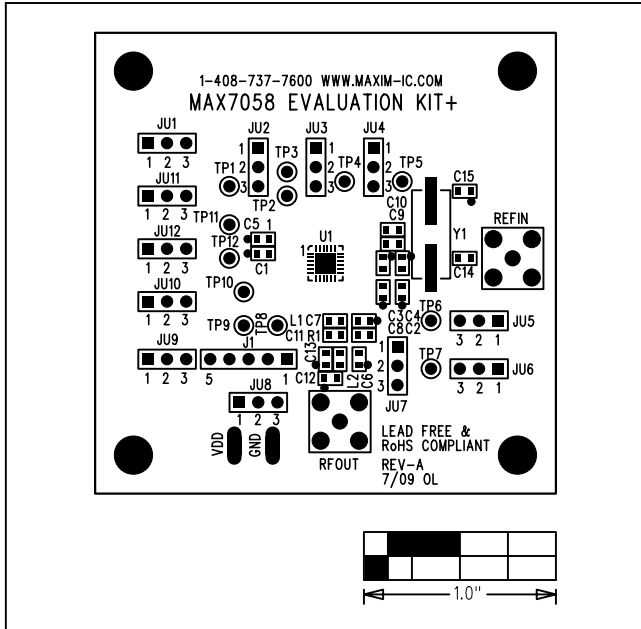 1-408-737-7600 WWW.MAXIM-IC.COM
MAX7058 EVALUATION KIT+
JU1
1 2 3
JU2
1
2
3
TP3
JU3
1
2
3
JU4
1
2
3
TP1
TP2
TP4
TP5
C15
JU11
1 2 3
C10
C9
REFIN
TP11
C5 1
U1
1
Y1
JU12
1 2 3
TP12
C1
C14
TP10
JU10
1 2 3
TP9
TP8
L1 C7
C11 R1
C3 C4
C8 C2
TP6
3 2 1
JU5
JU9
1 2 3
J1
5 1
C13
C12
L2
C6
1
2
3
JU7
TP7
3 2 1
JU6
JU8
1 2 3
VDD
GND
RFOUT
LEAD FREE &
RoHS COMPLIANT
REV-A
7/09 OL
1.0"